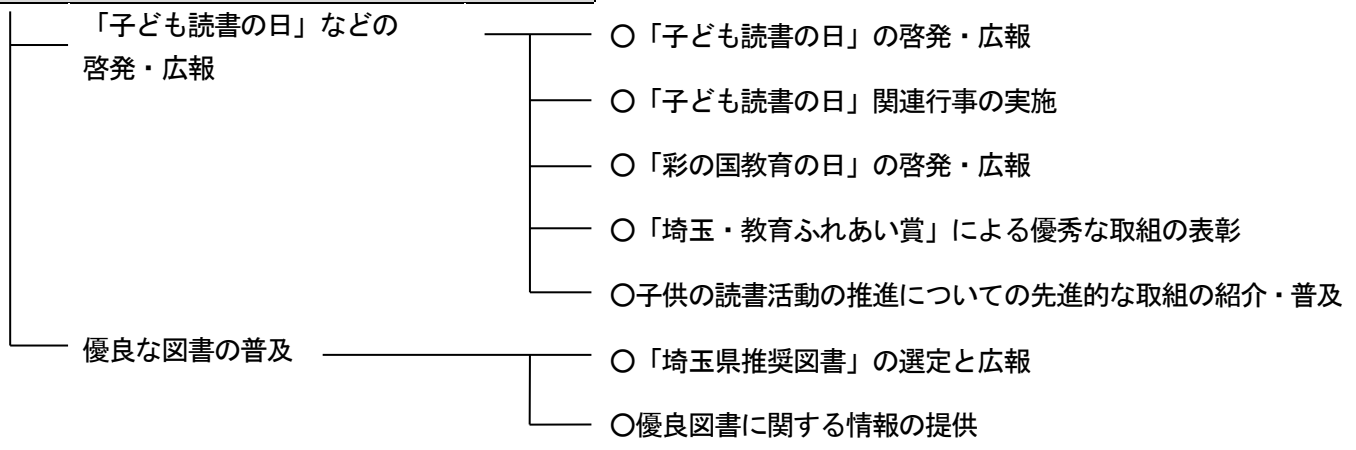 「子ども読書の日」などの
啓発・広報
〇「子ども読書の日」の啓発・広報
〇「子ども読書の日」関連行事の実施
〇「彩の国教育の日」の啓発・広報
〇「埼玉・教育ふれあい賞」による優秀な取組の表彰
〇子供の読書活動の推進についての先進的な取組の紹介・普及
優良な図書の普及
〇「埼玉県推奨図書」の選定と広報
〇優良図書に関する情報の提供